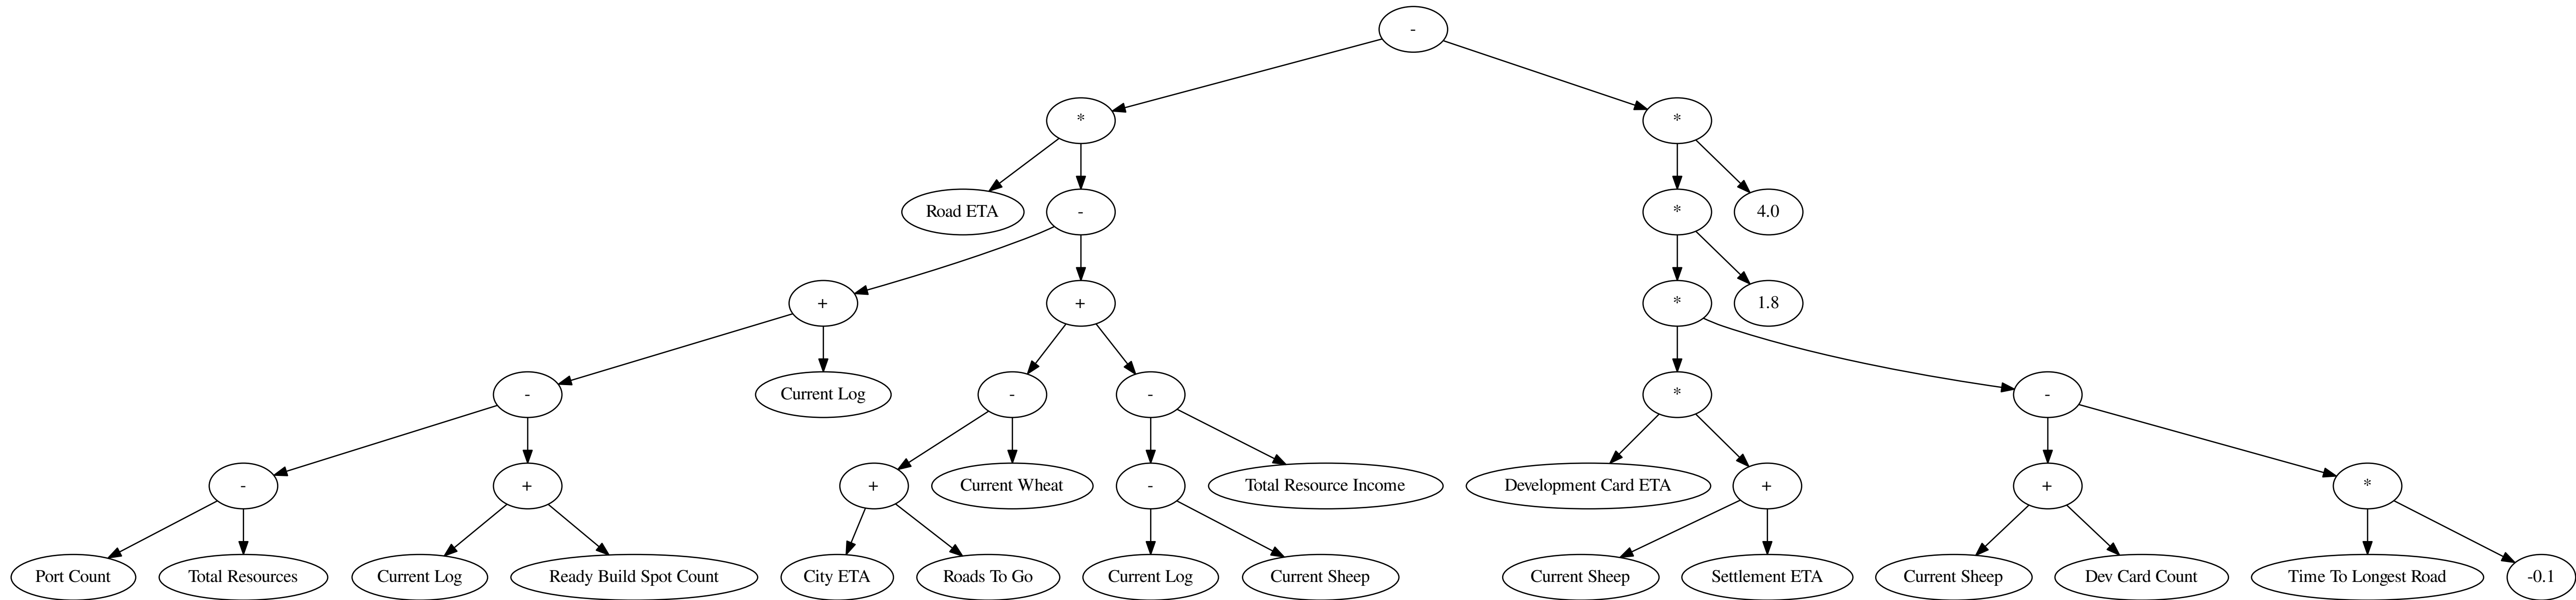 -
* *
Road ETA - * 4.0
+ + * 1.8
- Current Log - - * -
- + + Current Wheat - Total Resource Income Development Card ETA + + *
Port Count Total Resources Current Log Ready Build Spot Count City ETA Roads To Go Current Log Current Sheep Current Sheep Settlement ETA Current Sheep Dev Card Count Time To Longest Road -0.1